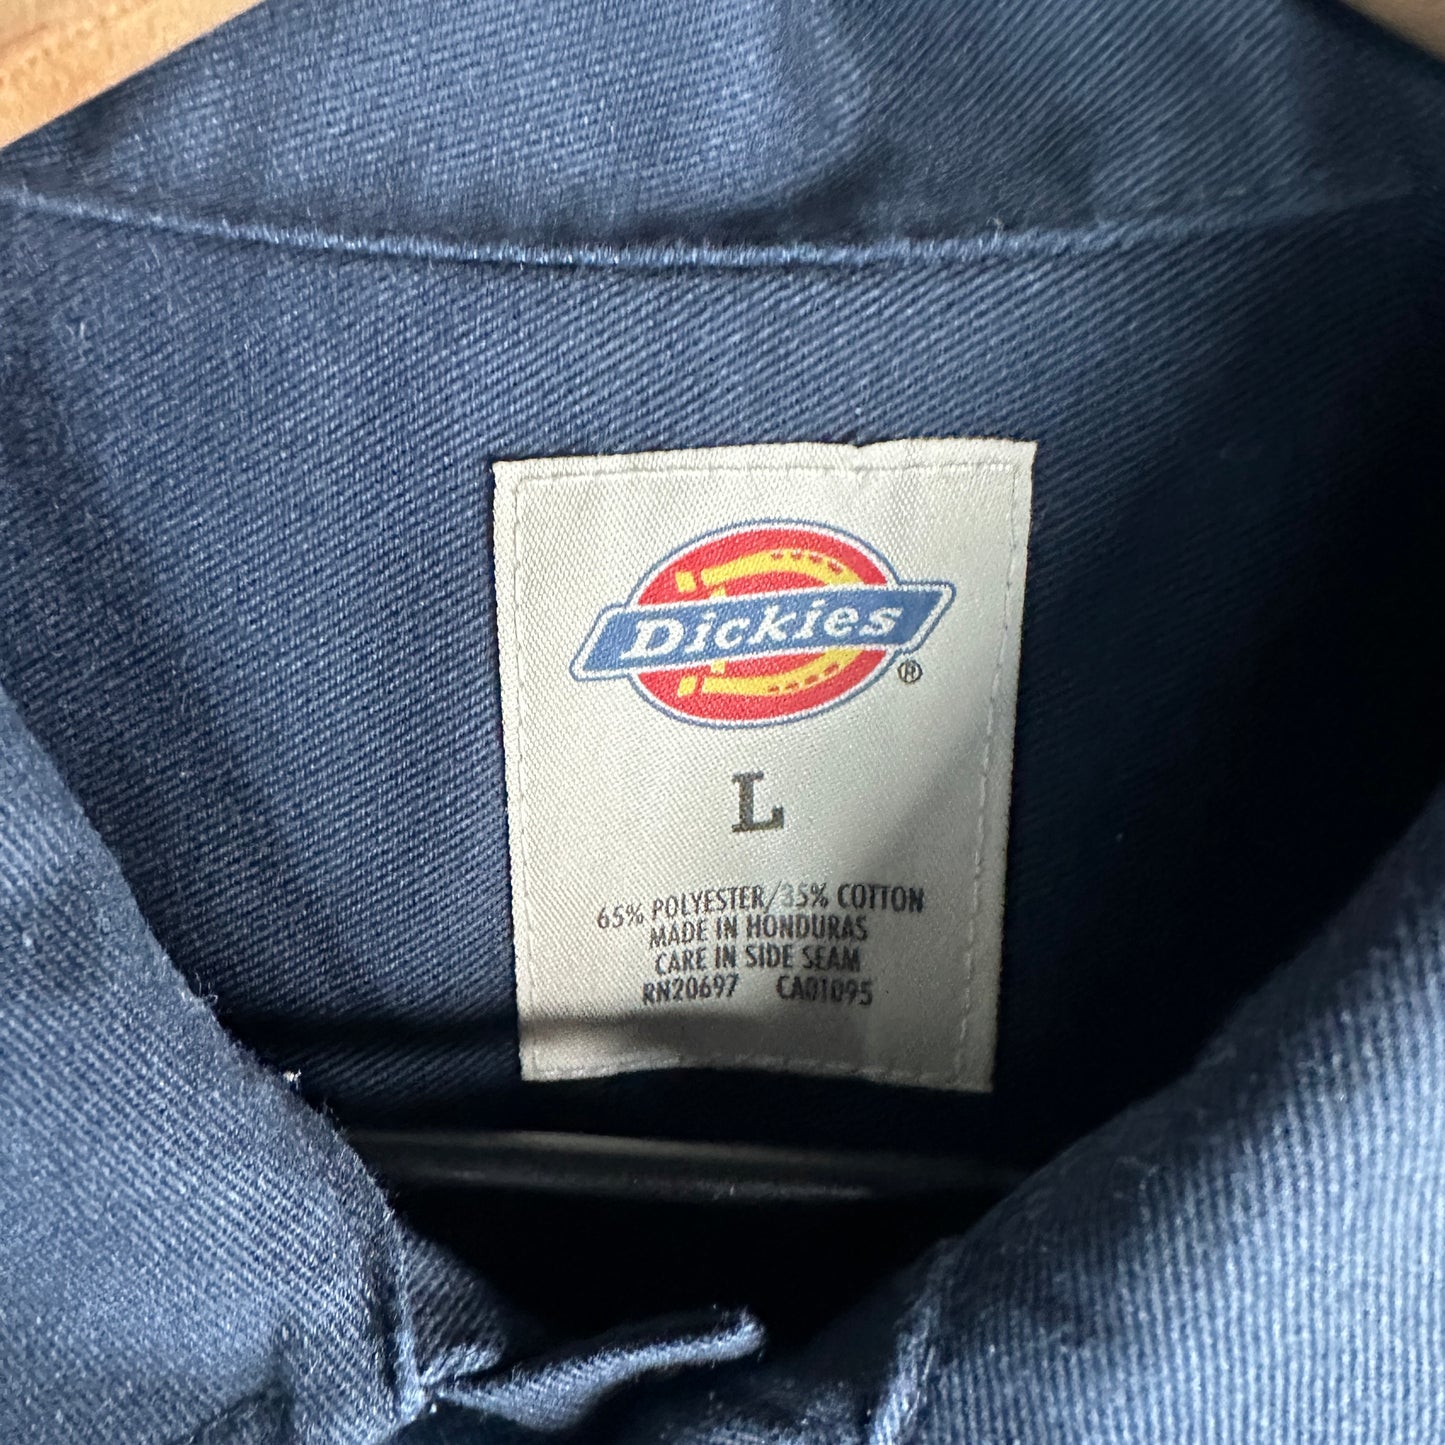 Dickies
®
L
65% POLYESTER/35% COTTON
MADE IN HONDURAS
CARE IN SIDE SEAM
RN20697 CA01095